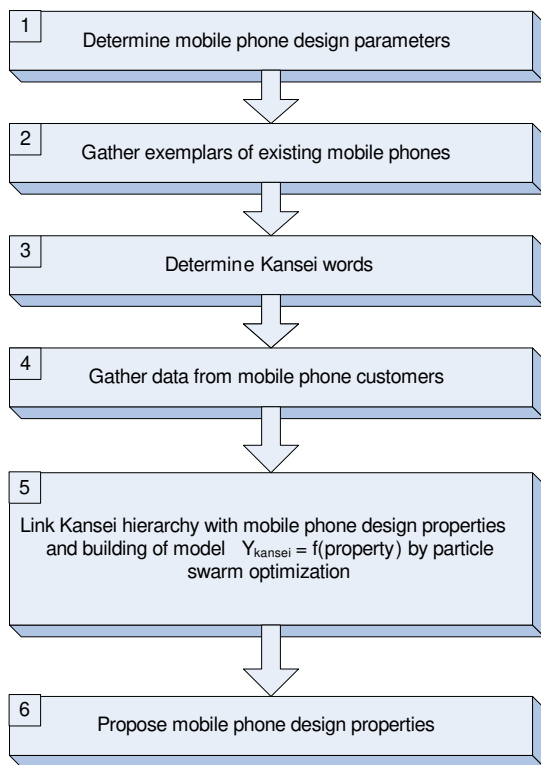 1
Determine mobile phone design parameters
2
Gather exemplars of existing mobile phones
3
Determine Kansei words
4
Gather data from mobile phone customers
5
Link Kansei hierarchy with mobile phone design properties
and building of model Ykansei = f(property) by particle
swarm optimization
6
Propose mobile phone design properties